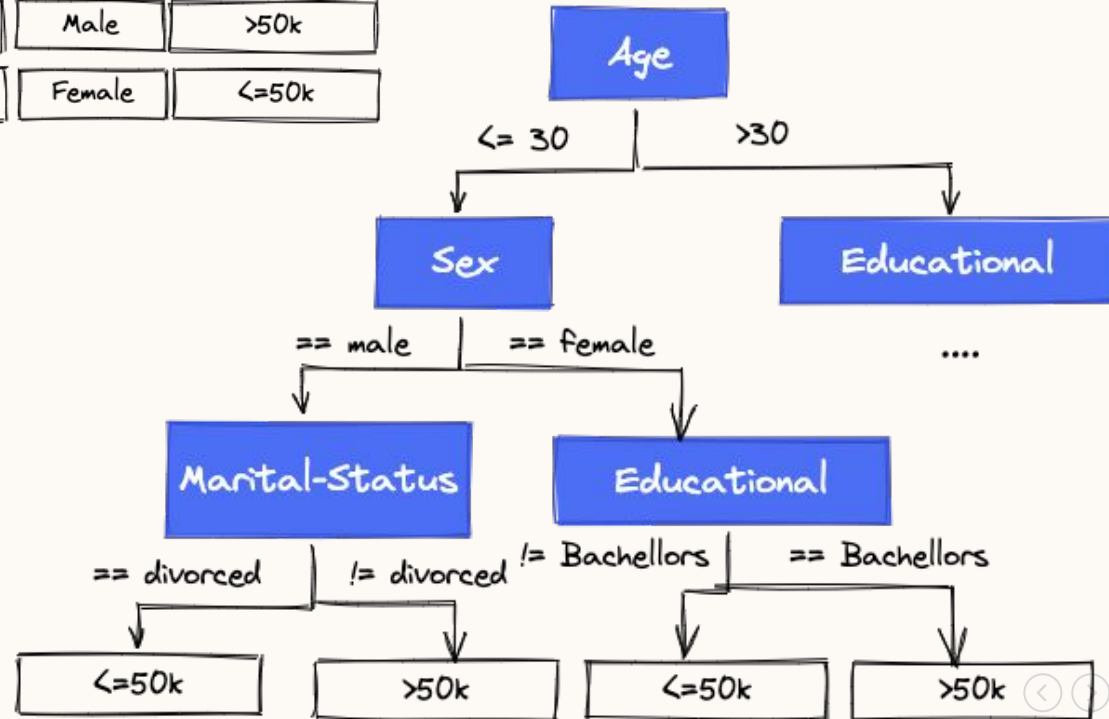 Male >50k
Female <=50k
Age
<= 30 >30
Sex Educational
== male == female ....
Marital-Status Educational
== divorced != divorced != Bachellors == Bachellors
<=50k >50k <=50k >50k